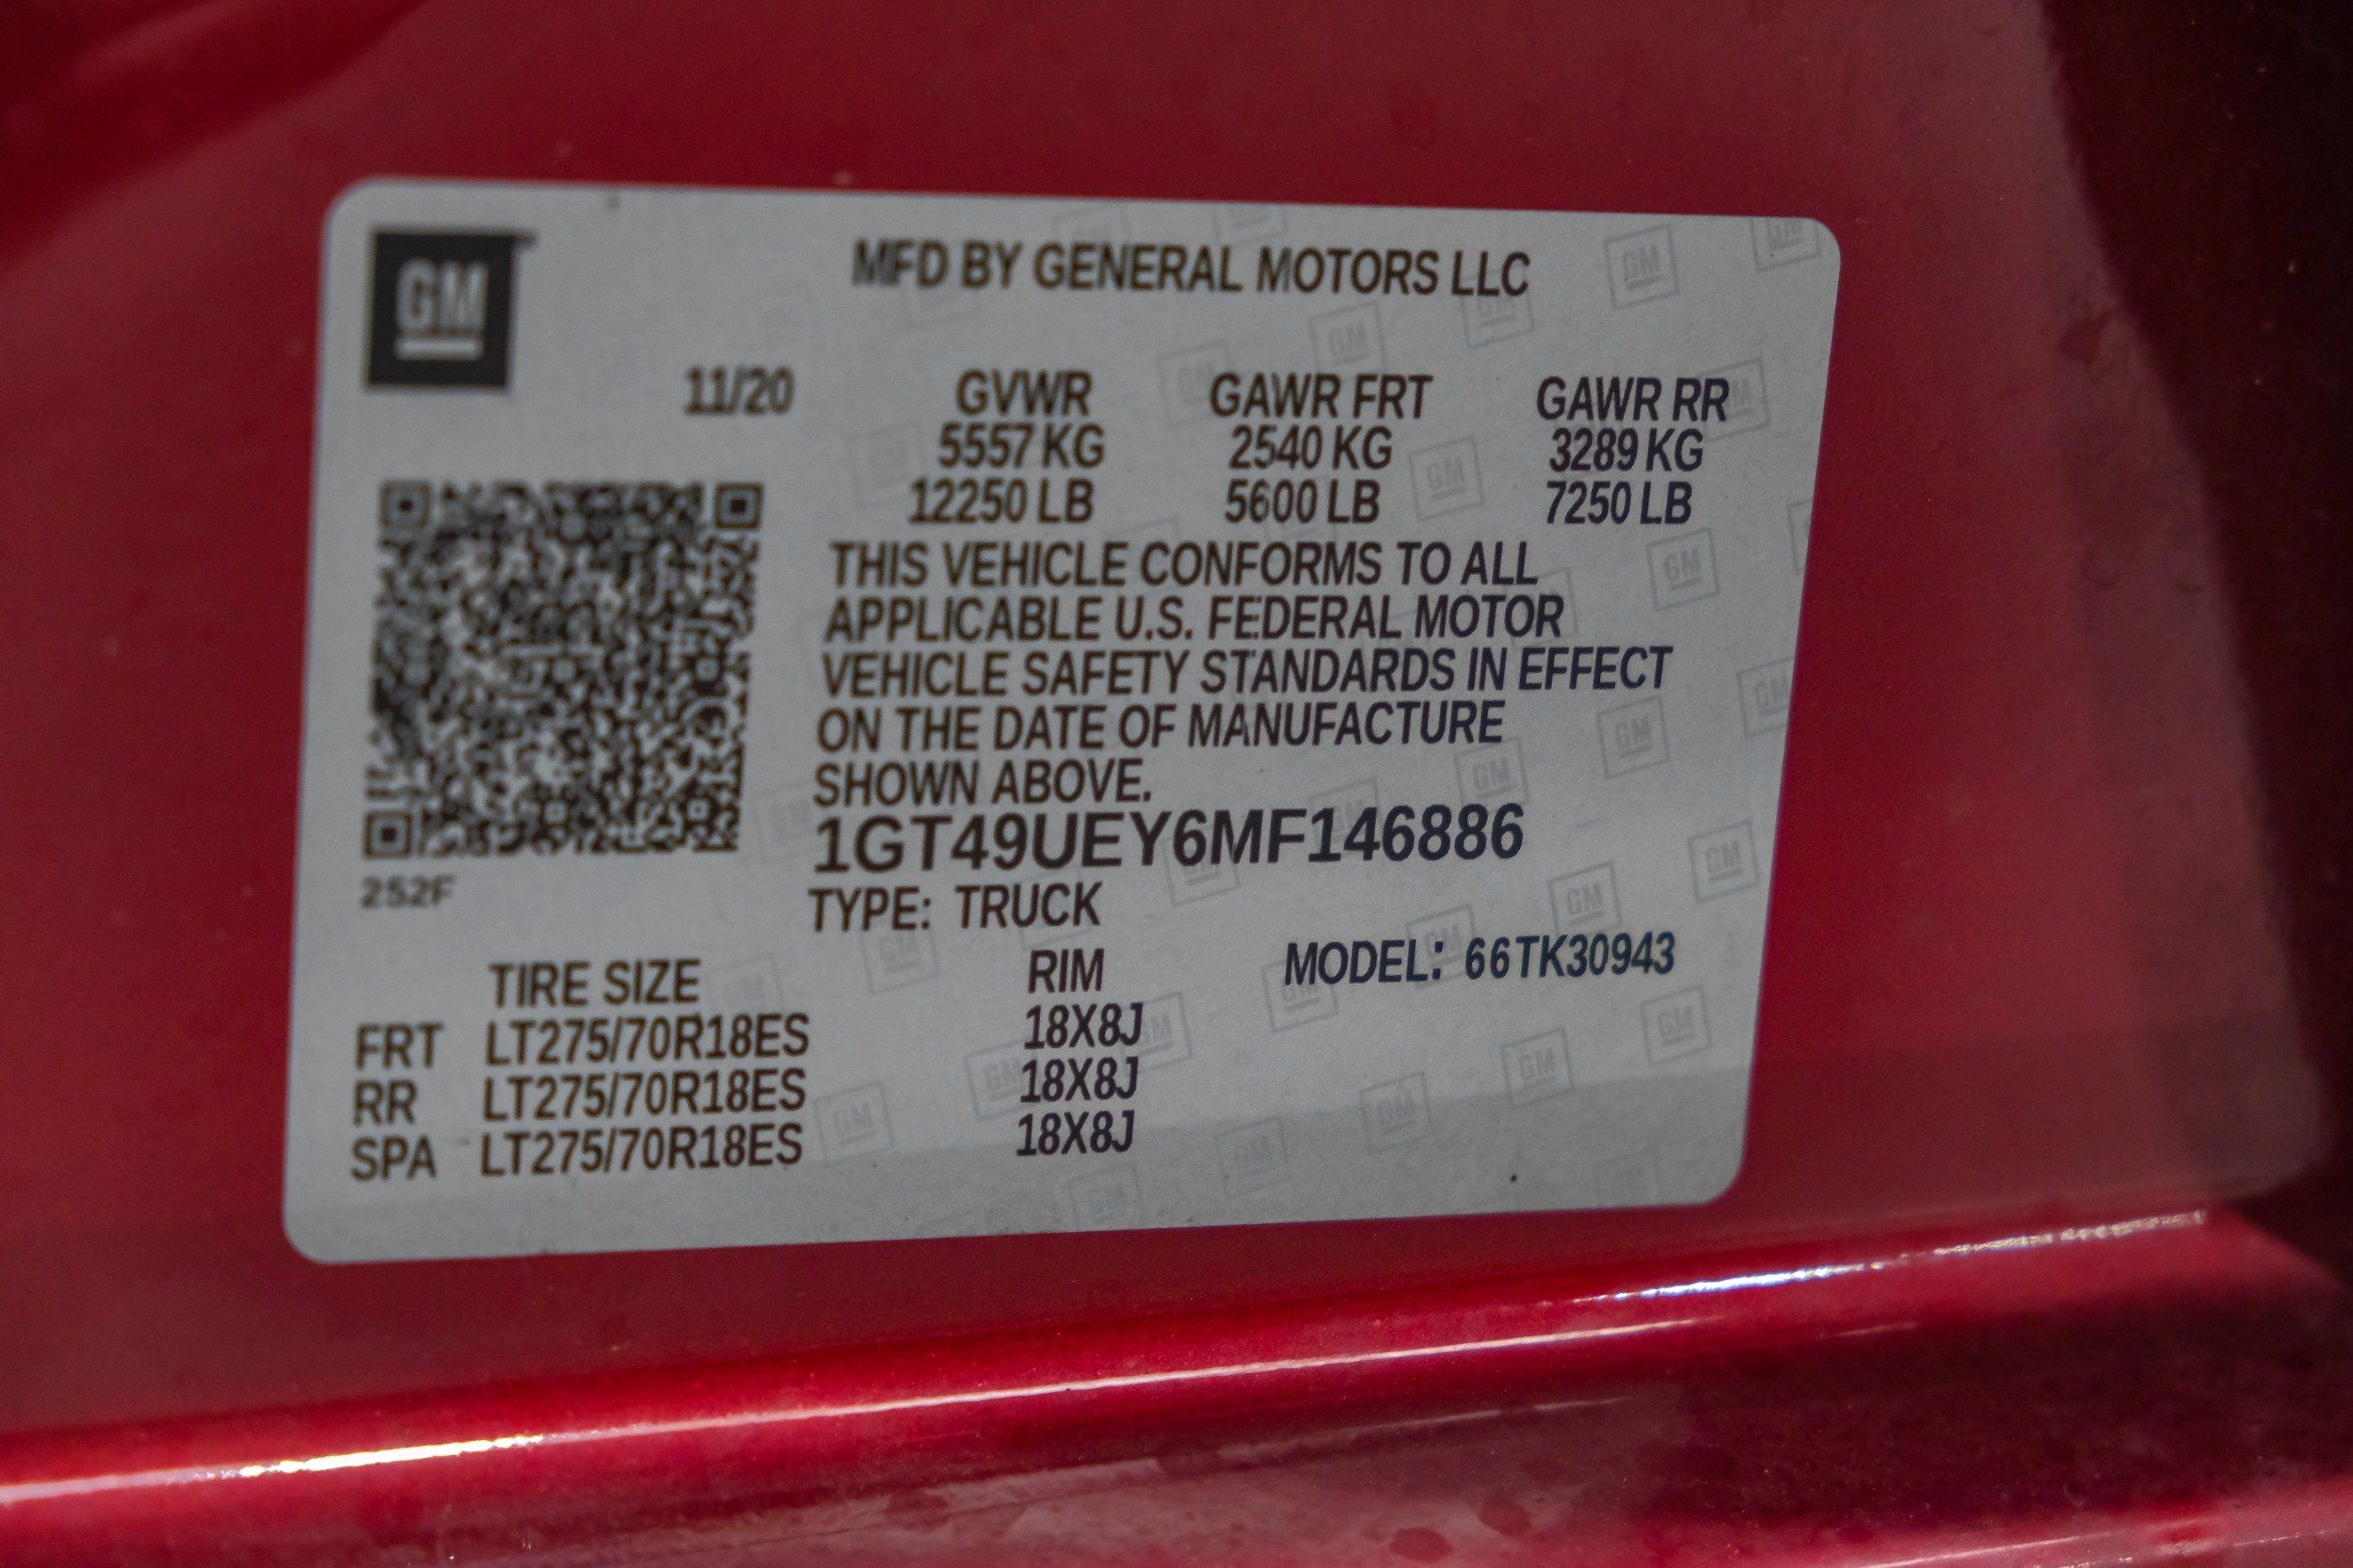 GM
MFD BY GENERAL MOTORS LLC
11/20 GVWR GAWR FRT GAWR RR
5557 KG 2540 KG 3289 KG
12250 LB 5600 LB 7250 LB
THIS VEHICLE CONFORMS TO ALL
APPLICABLE U.S. FEDERAL MOTOR
VEHICLE SAFETY STANDARDS IN EFFECT
ON THE DATE OF MANUFACTURE
SHOWN ABOVE.
1GT49UEY6MF146886
252F
TYPE: TRUCK
TIRE SIZE RIM MODEL: 66TK30943
FRT LT275/70R18ES 18X8J
RR LT275/70R18ES 18X8J
SPA LT275/70R18ES 18X8J